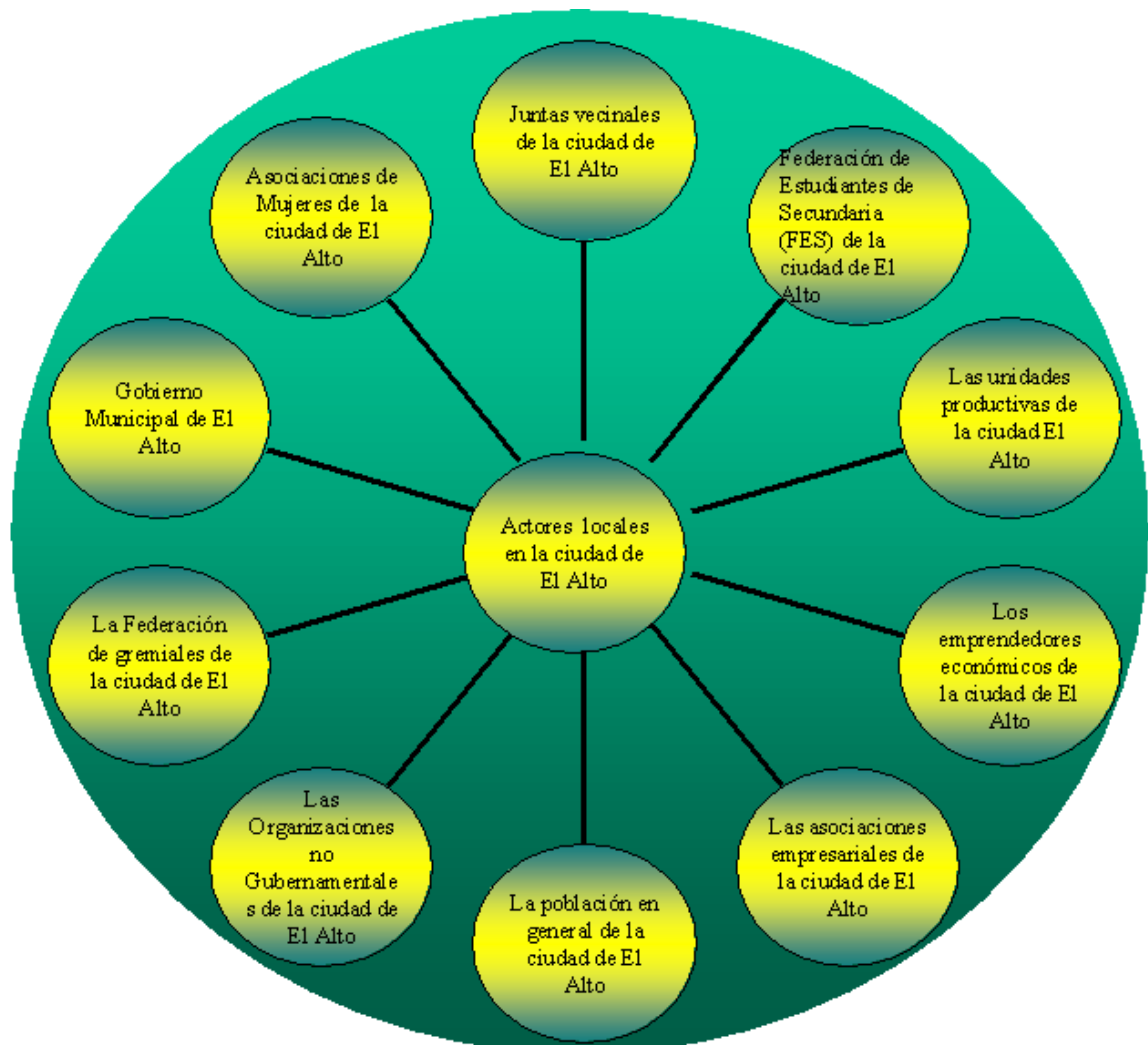 Juntas vecinales
de la ciudad de
El Alto
Federación de
Estudiantes de
Secundaria
(FES) de la
ciudad de El
Alto
Las unidades
productivas de
la ciudad El
Alto
Los
emprendedores
económicos de
la ciudad de El
Alto
Las asociaciones
empresariales de
la ciudad de El
Alto
La población en
general de la
ciudad de El
Alto
Las
Organizaciones
no
Gubernamentale
s de la ciudad de
El Alto
La Federación
de gremiales de
la ciudad de El
Alto
Gobierno
Municipal de El
Alto
Asociaciones de
Mujeres de la
ciudad de El
Alto
Actores locales
en la ciudad de
El Alto